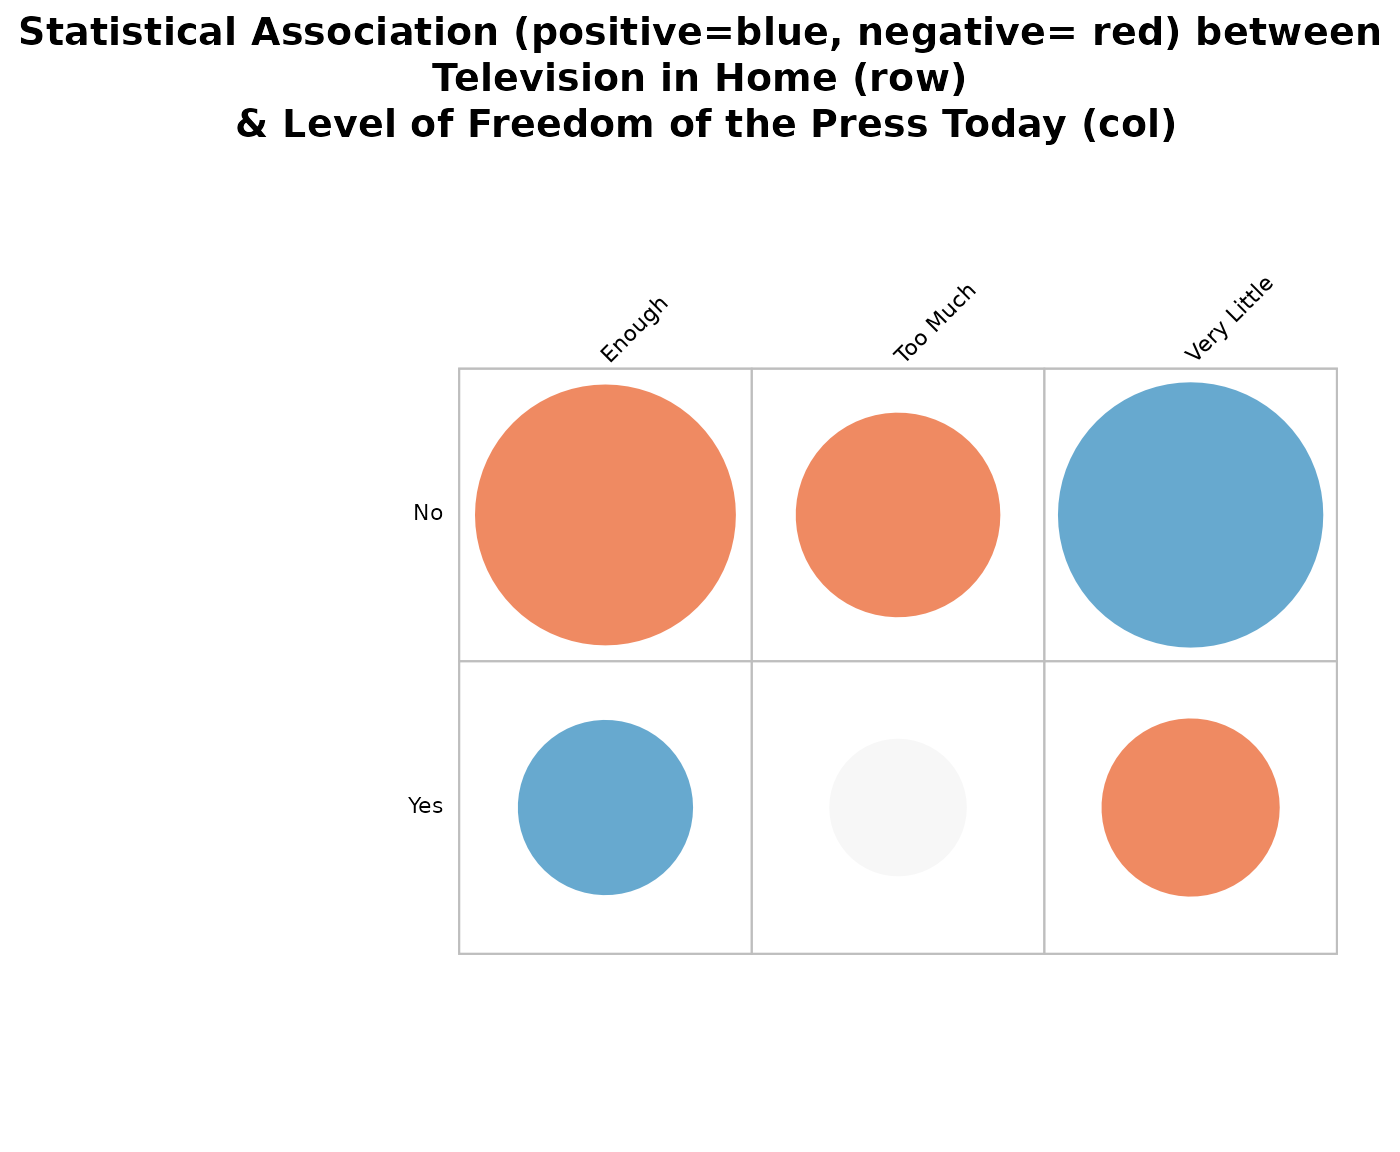 Statistical Association (positive=blue, negative= red) between
Television in Home (row)
& Level of Freedom of the Press Today (col)
Enough
Too Much
Very Little
No
Yes